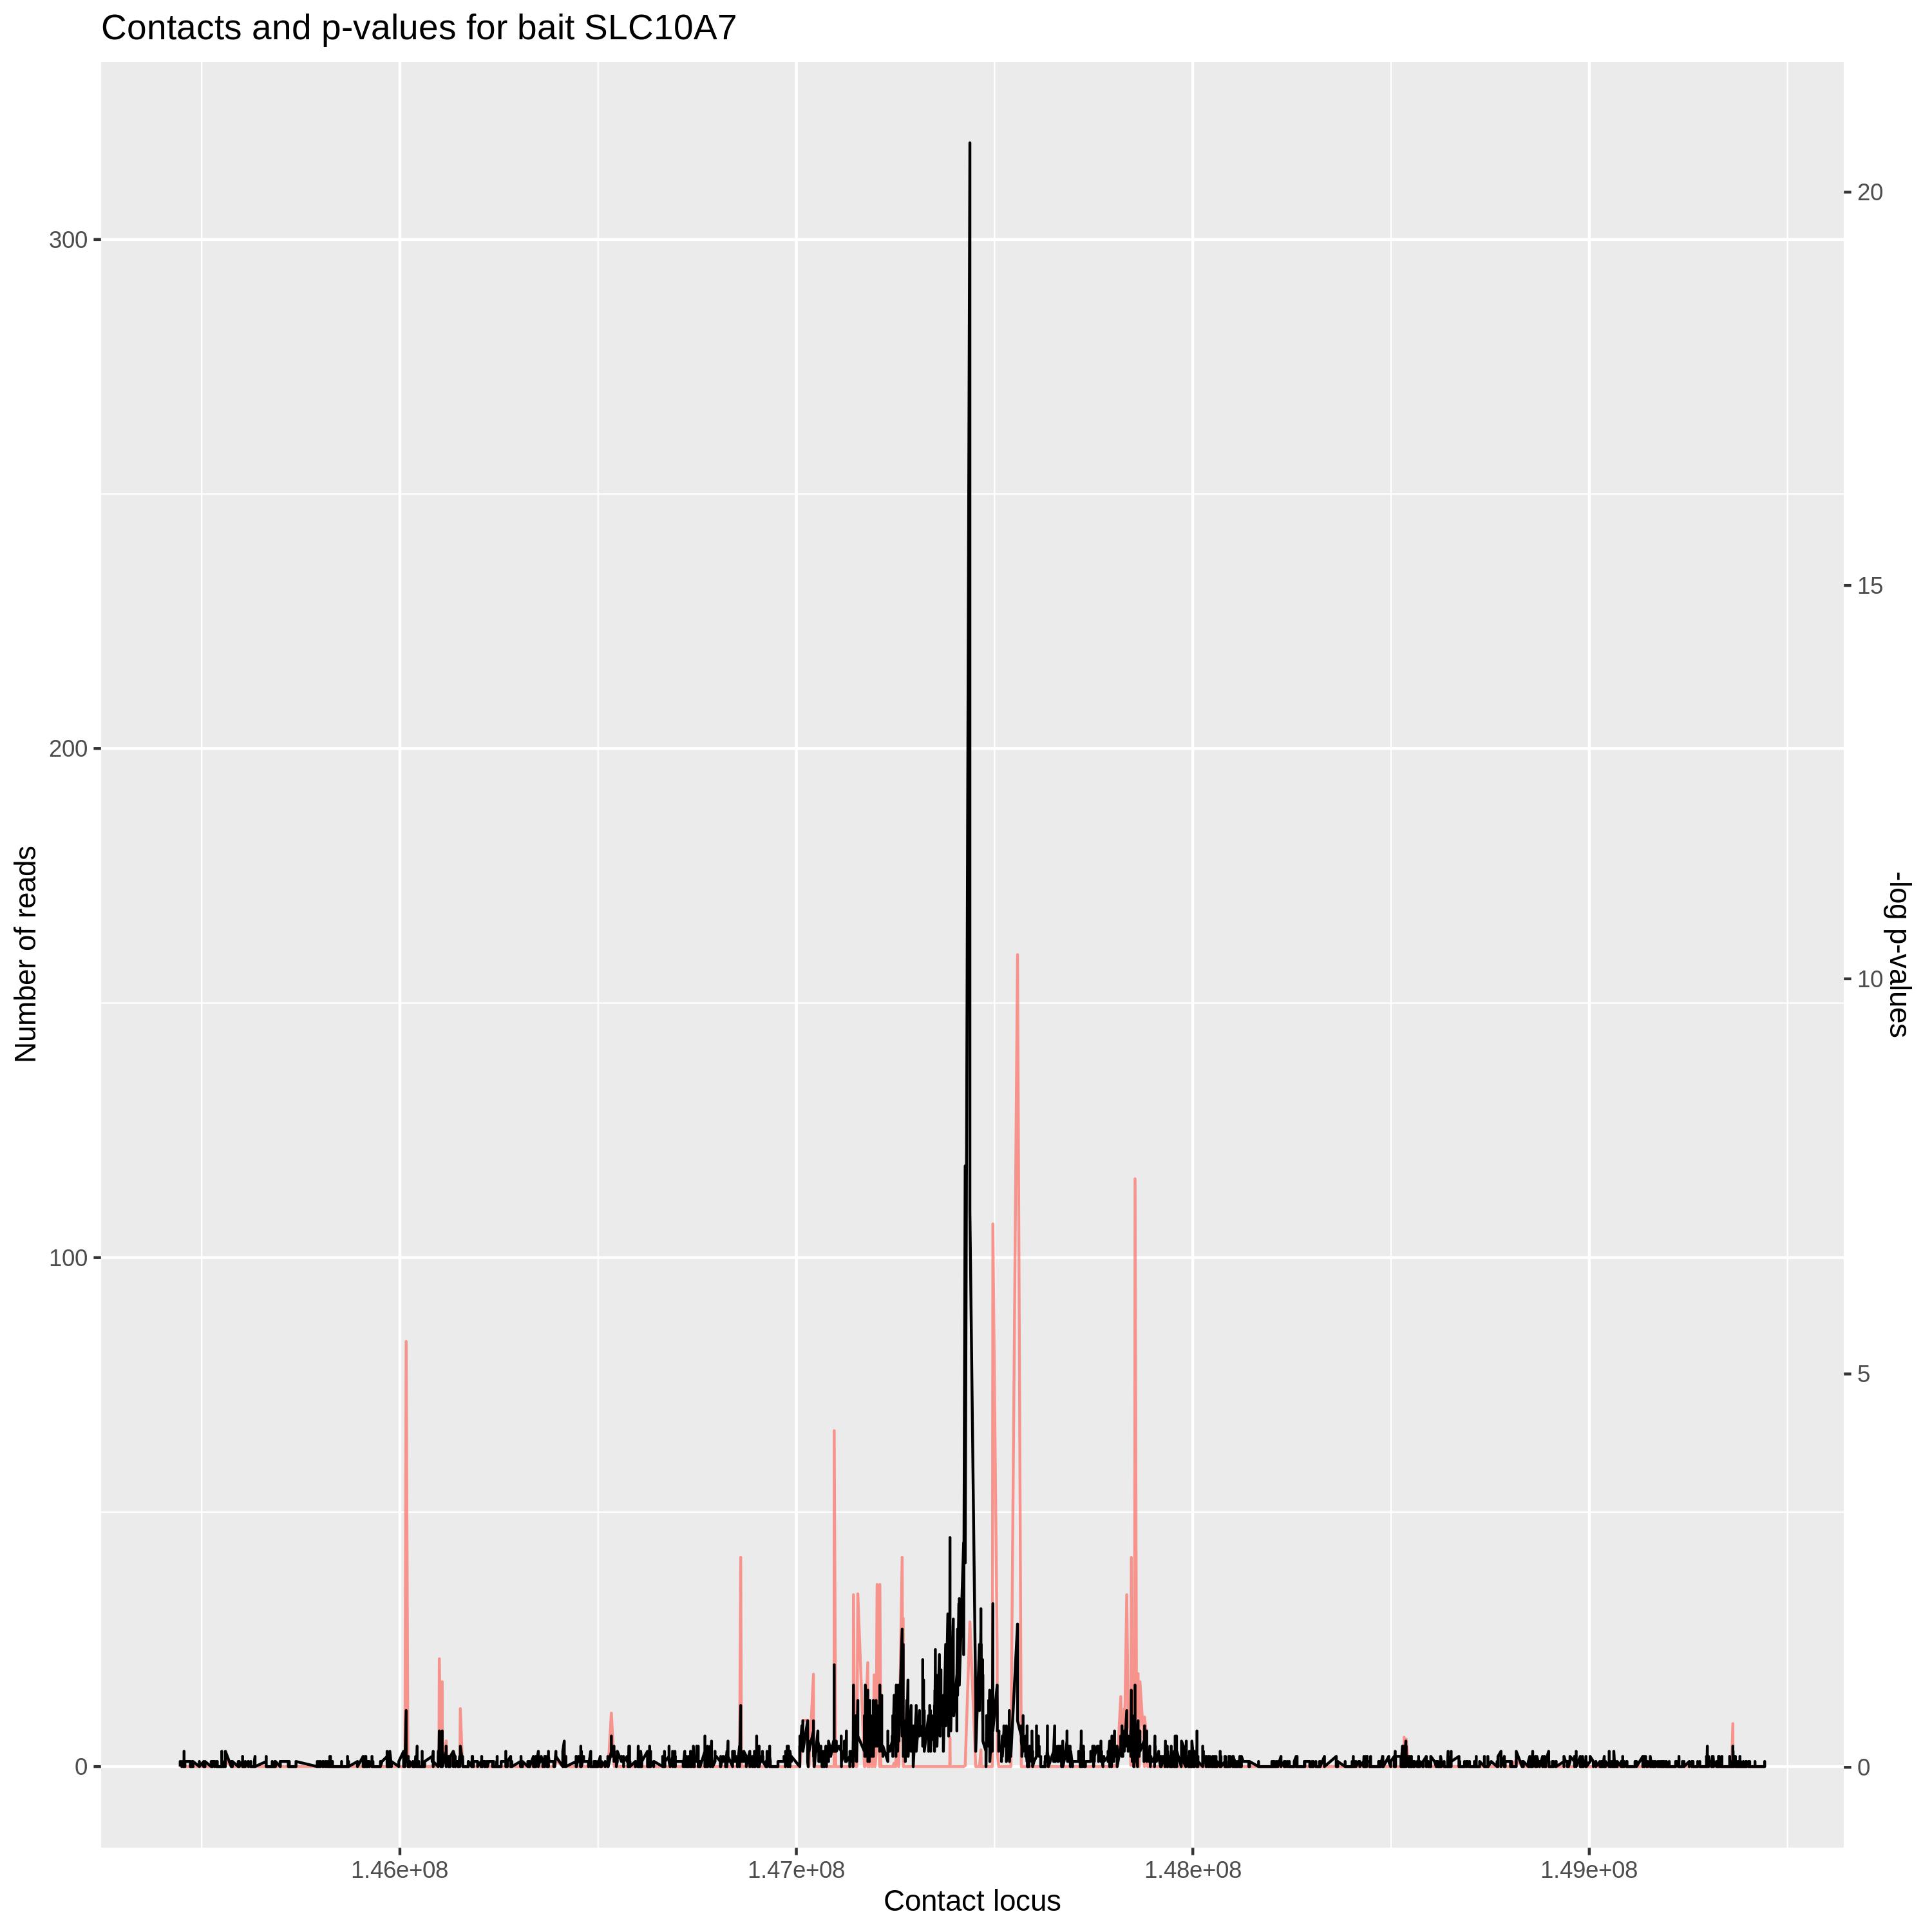 Contacts and p-values for bait SLC10A7
Number of reads
300
200
100
0
20
15
10
5
0
-log p-values
1.46e+08
1.47e+08
1.48e+08
1.49e+08
Contact locus